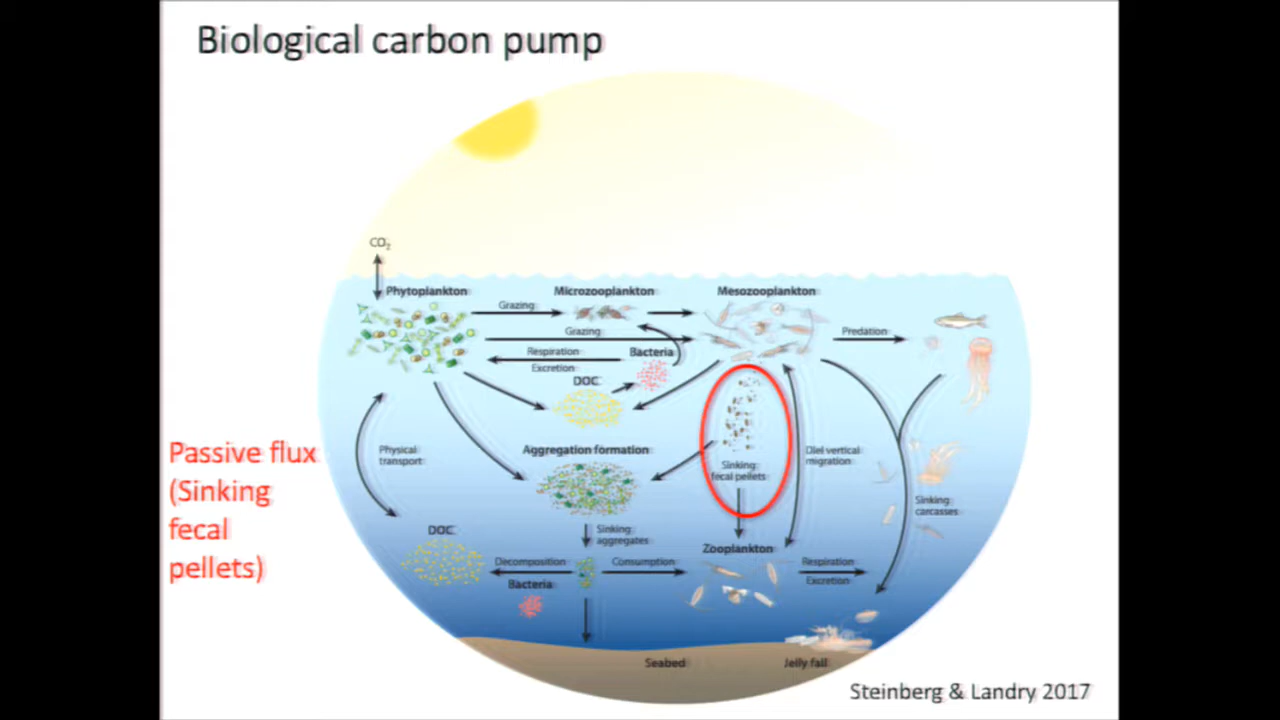 Biological carbon pump
CO₂
Phytoplankton
Grazing
Microzooplankton
Mesozooplankton
Grazing
Predation
Respiration
Excretion
Bacteria
DOC
Physical
transport
Aggregation formation
Sinking
fecal pellets
Diel vertical
migration
Passive flux
(Sinking
fecal
pellets)
Sinking
carcasses
DOC
Sinking
aggregates
Zooplankton
Decomposition
Consumption
Respiration
Excretion
Bacteria
Seabed
Jelly fall
Steinberg & Landry 2017